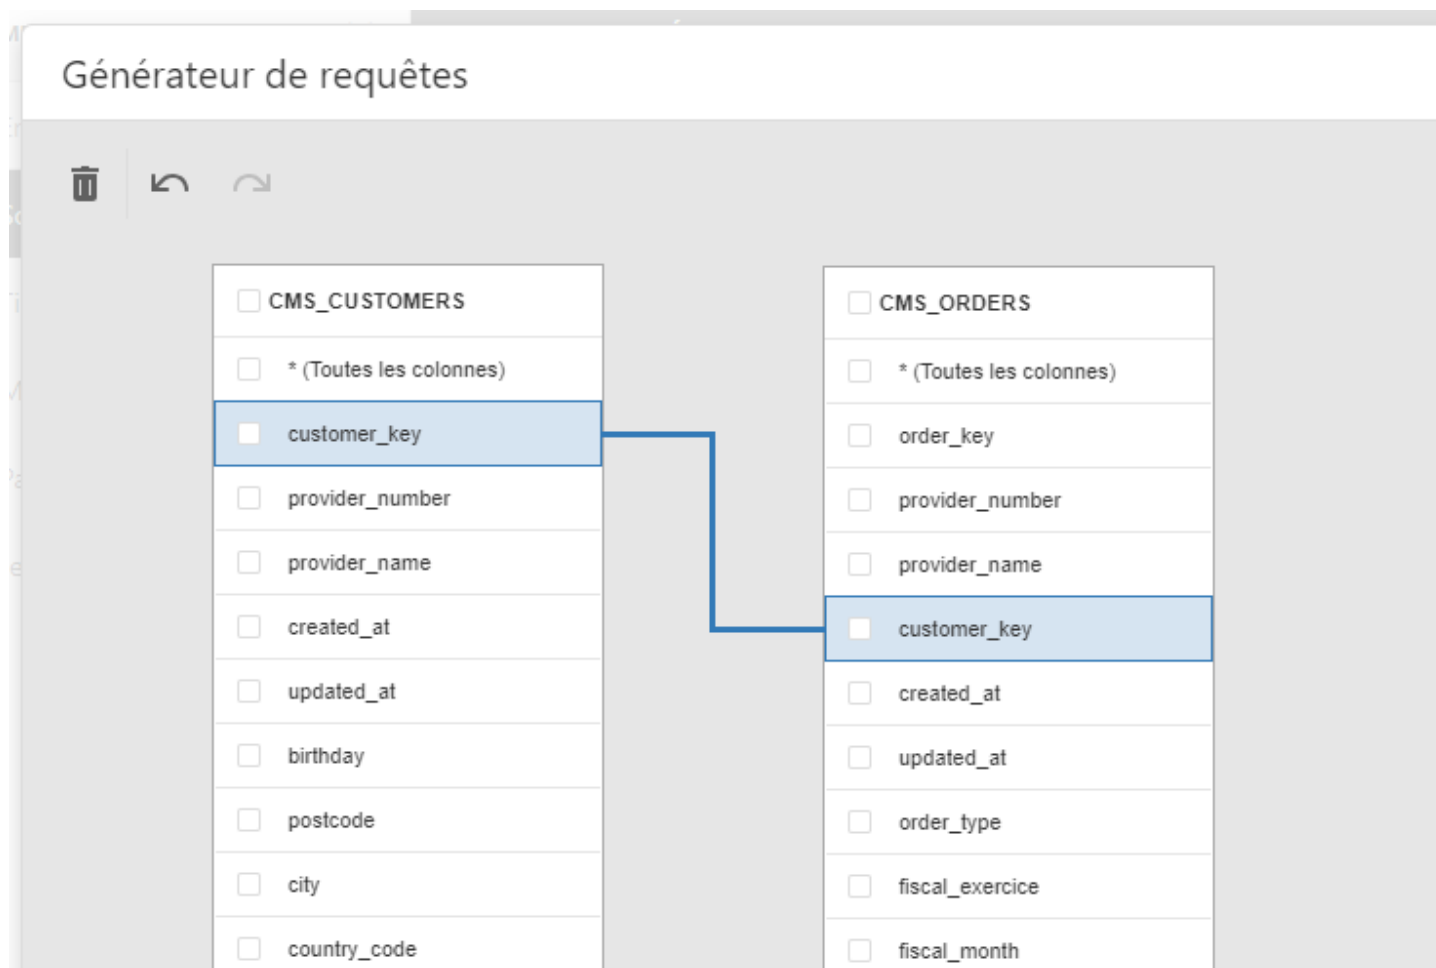 Générateur de requêtes
CMS_CUSTOMERS
* (Toutes les colonnes)
customer_key
provider_number
provider_name
created_at
updated_at
birthday
postcode
city
country_code
CMS_ORDERS
* (Toutes les colonnes)
order_key
provider_number
provider_name
customer_key
created_at
updated_at
order_type
fiscal_exercice
fiscal_month